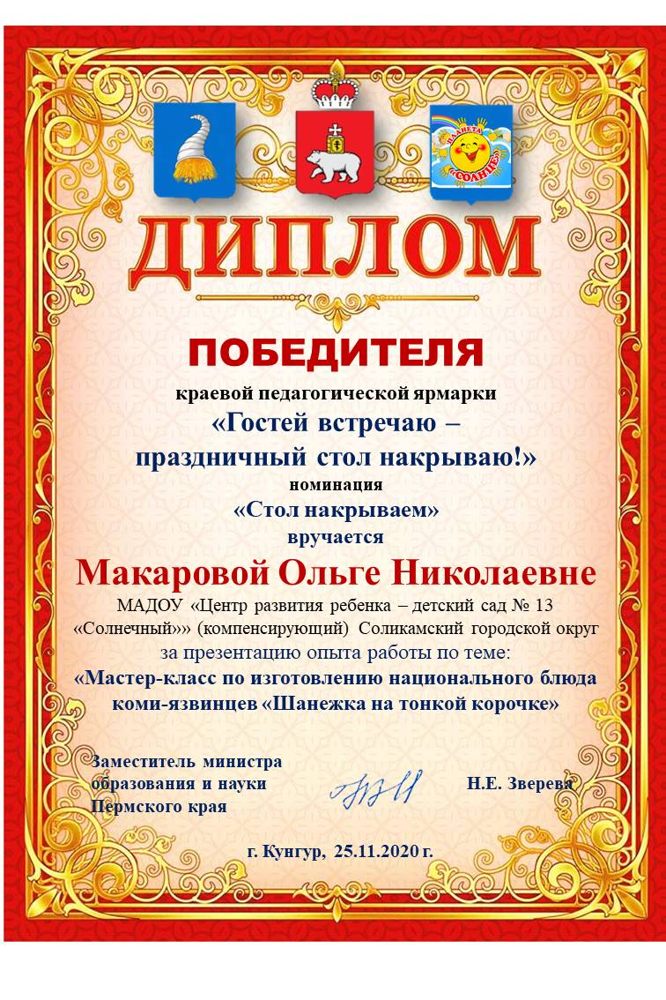 ПЛАНЕТА
«СОЛНЦЕ»
ДИПЛОМ
ПОБЕДИТЕЛЯ
краевой педагогической ярмарки
«Гостей встречаю –
праздничный стол накрываю!»
номинация
«Стол накрываем»
вручается
Макаровой Ольге Николаевне
МАДОУ «Центр развития ребенка – детский сад № 13
«Солнечный»» (компенсирующий) Соликамский городской округ
за презентацию опыта работы по теме:
«Мастер-класс по изготовлению национального блюда
коми-язвинцев «Шанежка на тонкой корочке»
Заместитель министра
образования и науки Н.Е. Зверева
Пермского края
г. Кунгур, 25.11.2020 г.